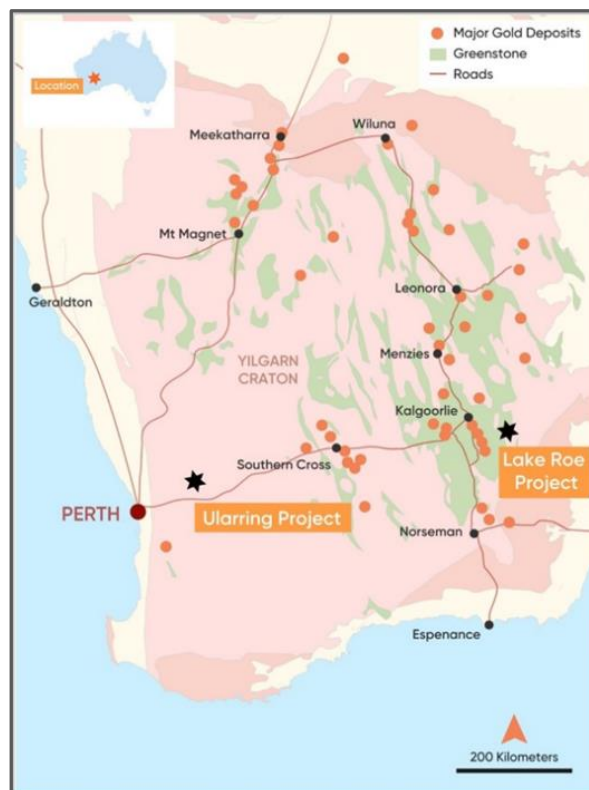 Major Gold Deposits
Greenstone
Roads
Location
Meekatharra
Wiluna
Mt Magnet
Geraldton
Leonora
Menzies
YILGARN
CRATON
Kalgoorlie
Southern Cross
Lake Roe
Project
PERTH
Ularring Project
Norseman
Espenance
200 Kilometers